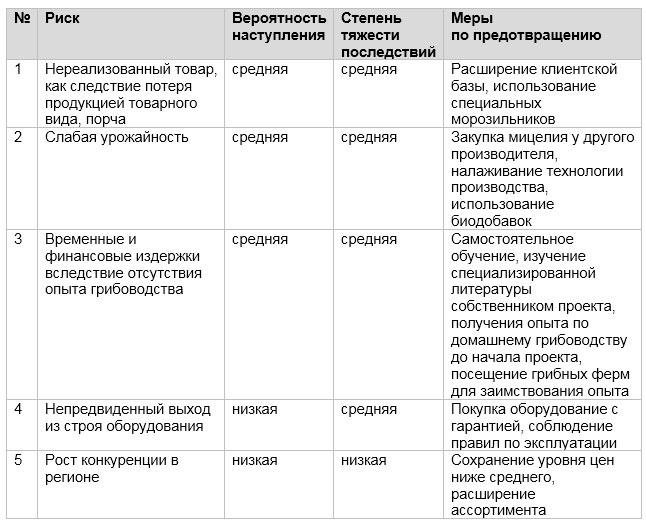 № Риск Вероятность наступления Степень тяжести последствий Меры по предотвращению
1 Нереализованный товар, средняя средняя Расширение клиентской
как следствие потеря базы, использование
продукцией товарного специальных
вида, порча морозильников
2 Слабая урожайность средняя средняя Закупка мицелия у другого
производителя,
налаживание технологии
производства,
использование
биодобавок
3 Временные и средняя средняя Самостоятельное
финансовые издержки обучение, изучение
вследствие отсутствия специализированной
опыта грибоводства литературы
собственником проекта,
получения опыта по
домашнему грибоводству
до начала проекта,
посещение грибных ферм
для заимствования опыта
4 Непредвиденный выход низкая средняя Покупка оборудование с
из строя оборудования гарантией, соблюдение
правил по эксплуатации
5 Рост конкуренции в низкая низкая Сохранение уровня цен
регионе ниже среднего,
расширение
ассортимента